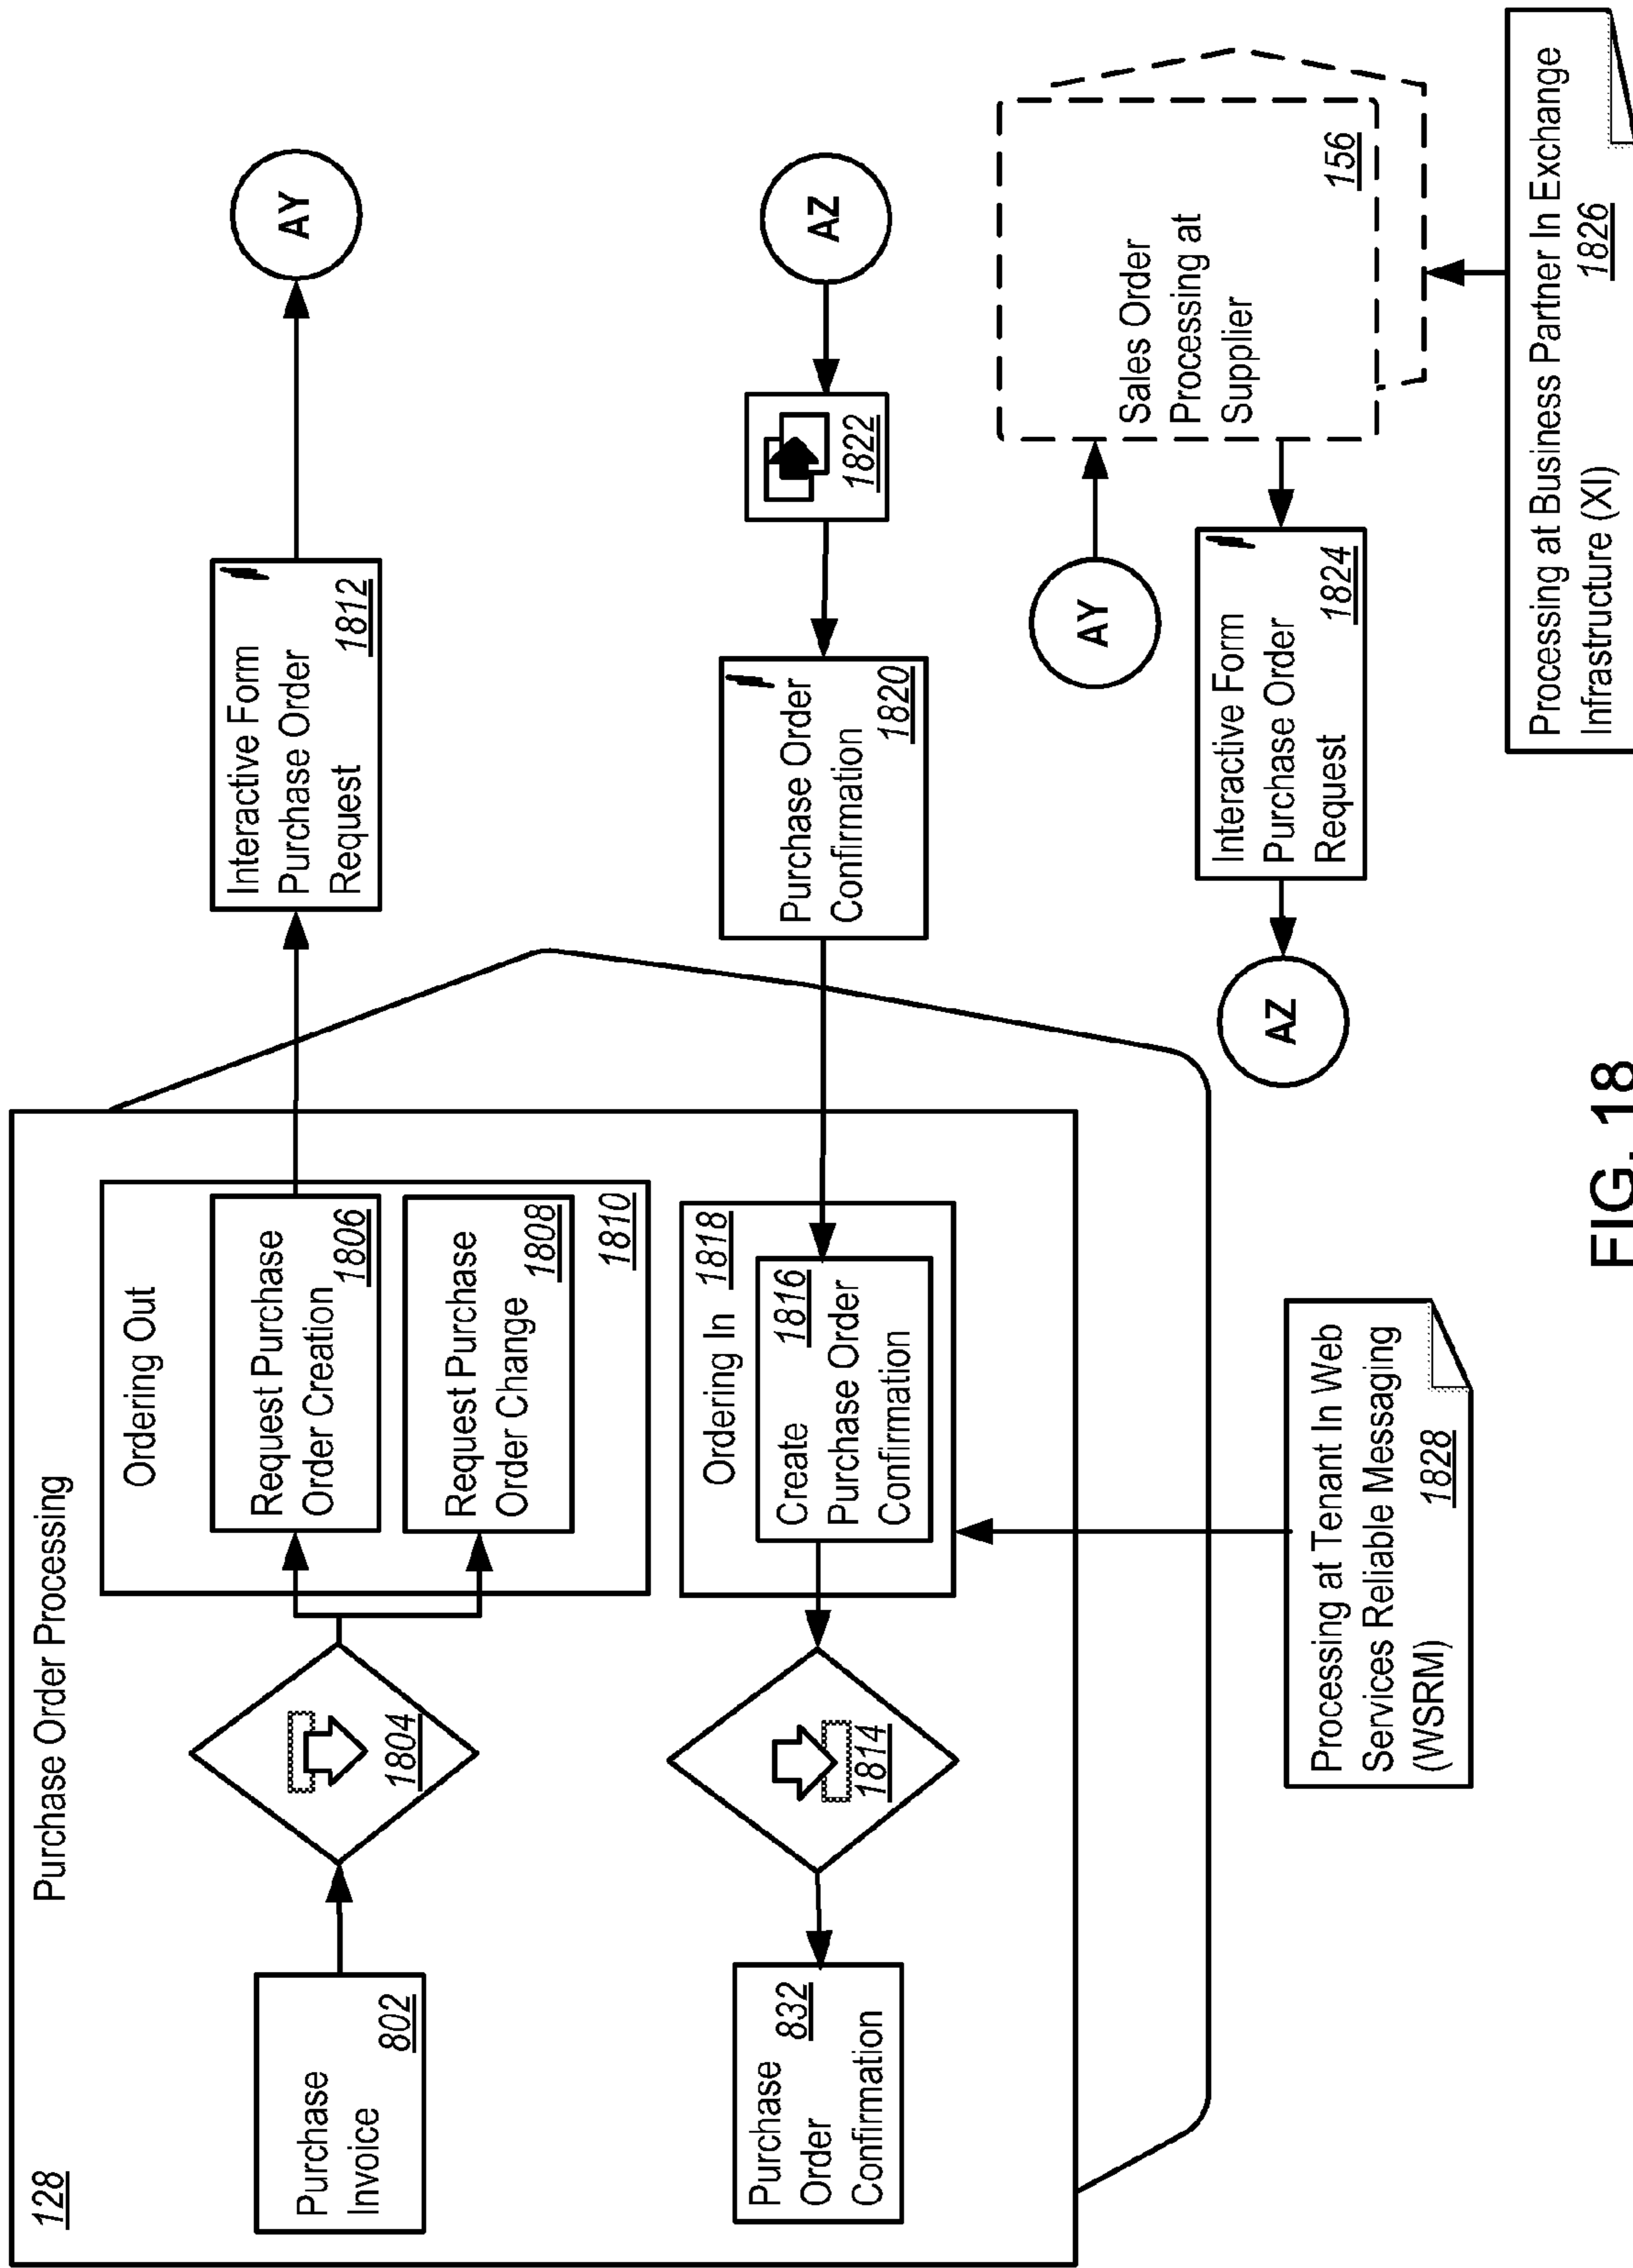 128
Purchase Order Processing
Purchase
Invoice
802
1804
Ordering Out
Request Purchase
Order Creation
1806
Request Purchase
Order Change
1808
1810
Interactive Form
Purchase Order
Request
1812
AY
Purchase
Order
Confirmation
832
1814
Ordering In
1818
Create
Purchase Order
Confirmation
1816
Purchase Order
Confirmation
1820
1822
AZ
AY
Sales Order
Processing at
Supplier
156
Interactive Form
Purchase Order
Request
1824
AZ
Processing at Tenant In Web
Services Reliable Messaging
(WSRM)
1828
Processing at Business Partner In Exchange
Infrastructure (XI)
1826
FIG. 18